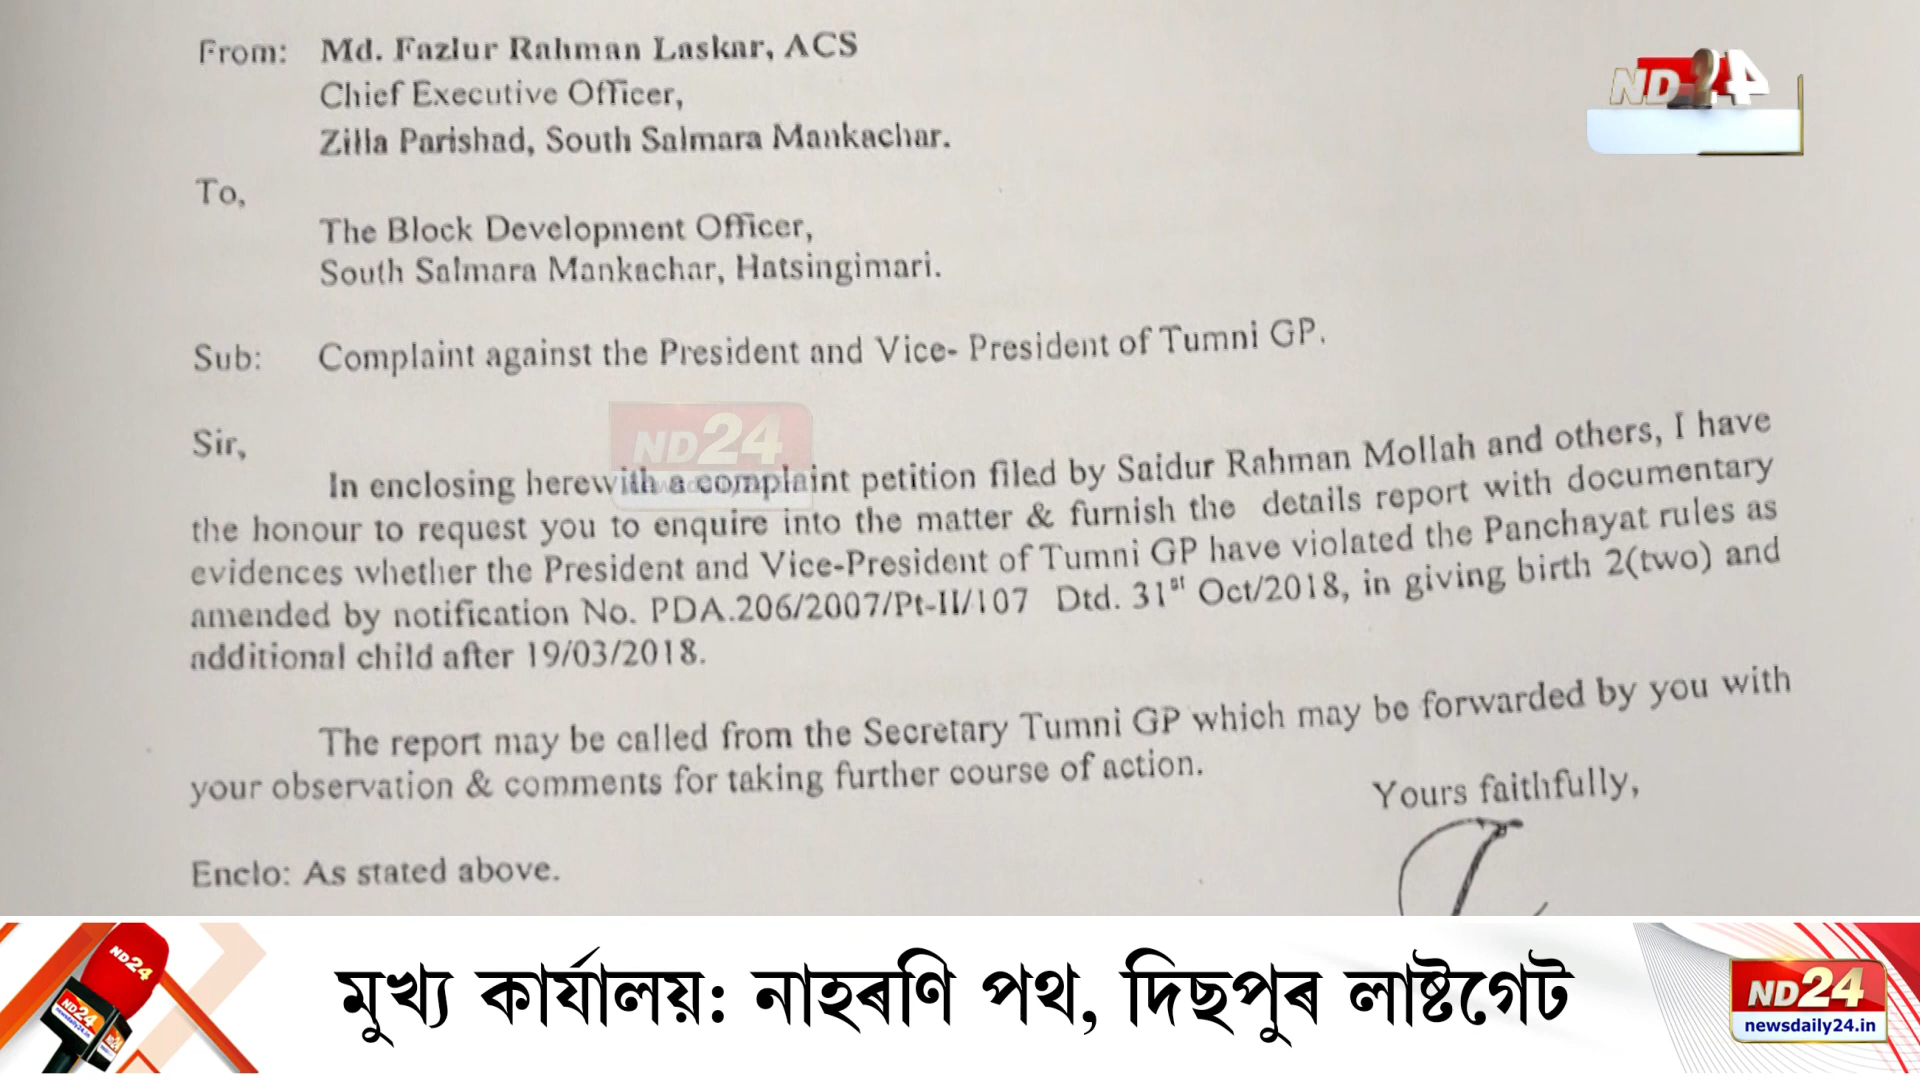 From: Md. Fazlur Rahman Laskar, ACS
Chief Executive Officer,
Zilla Parishad, South Salmara Mankachar.
ND 24
To,
The Block Development Officer,
South Salmara Mankachar, Hatsingimari.
Sub: Complaint against the President and Vice- President of Tumni GP.
ND24
Sir,
In enclosing herewith a complaint petition filed by Saidur Rahman Mollah and others, I have
the honour to request you to enquire into the matter & furnish the details report with documentary
evidences whether the President and Vice-President of Tumni GP have violated the Panchayat rules as
amended by notification No. PDA.206/2007/Pt-II/107 Dtd. 31st Oct/2018, in giving birth 2(two) and
additional child after 19/03/2018.
The report may be called from the Secretary Tumni GP which may be forwarded by you with
your observation & comments for taking further course of action.
Yours faithfully,
Enclo: As stated above.
ND24
ND24
newsdaily24.in
মুখ্য কার্যালয়: নাহৰণি পথ, দিছপুৰ লাষ্টগেট
ND24
newsdaily24.in